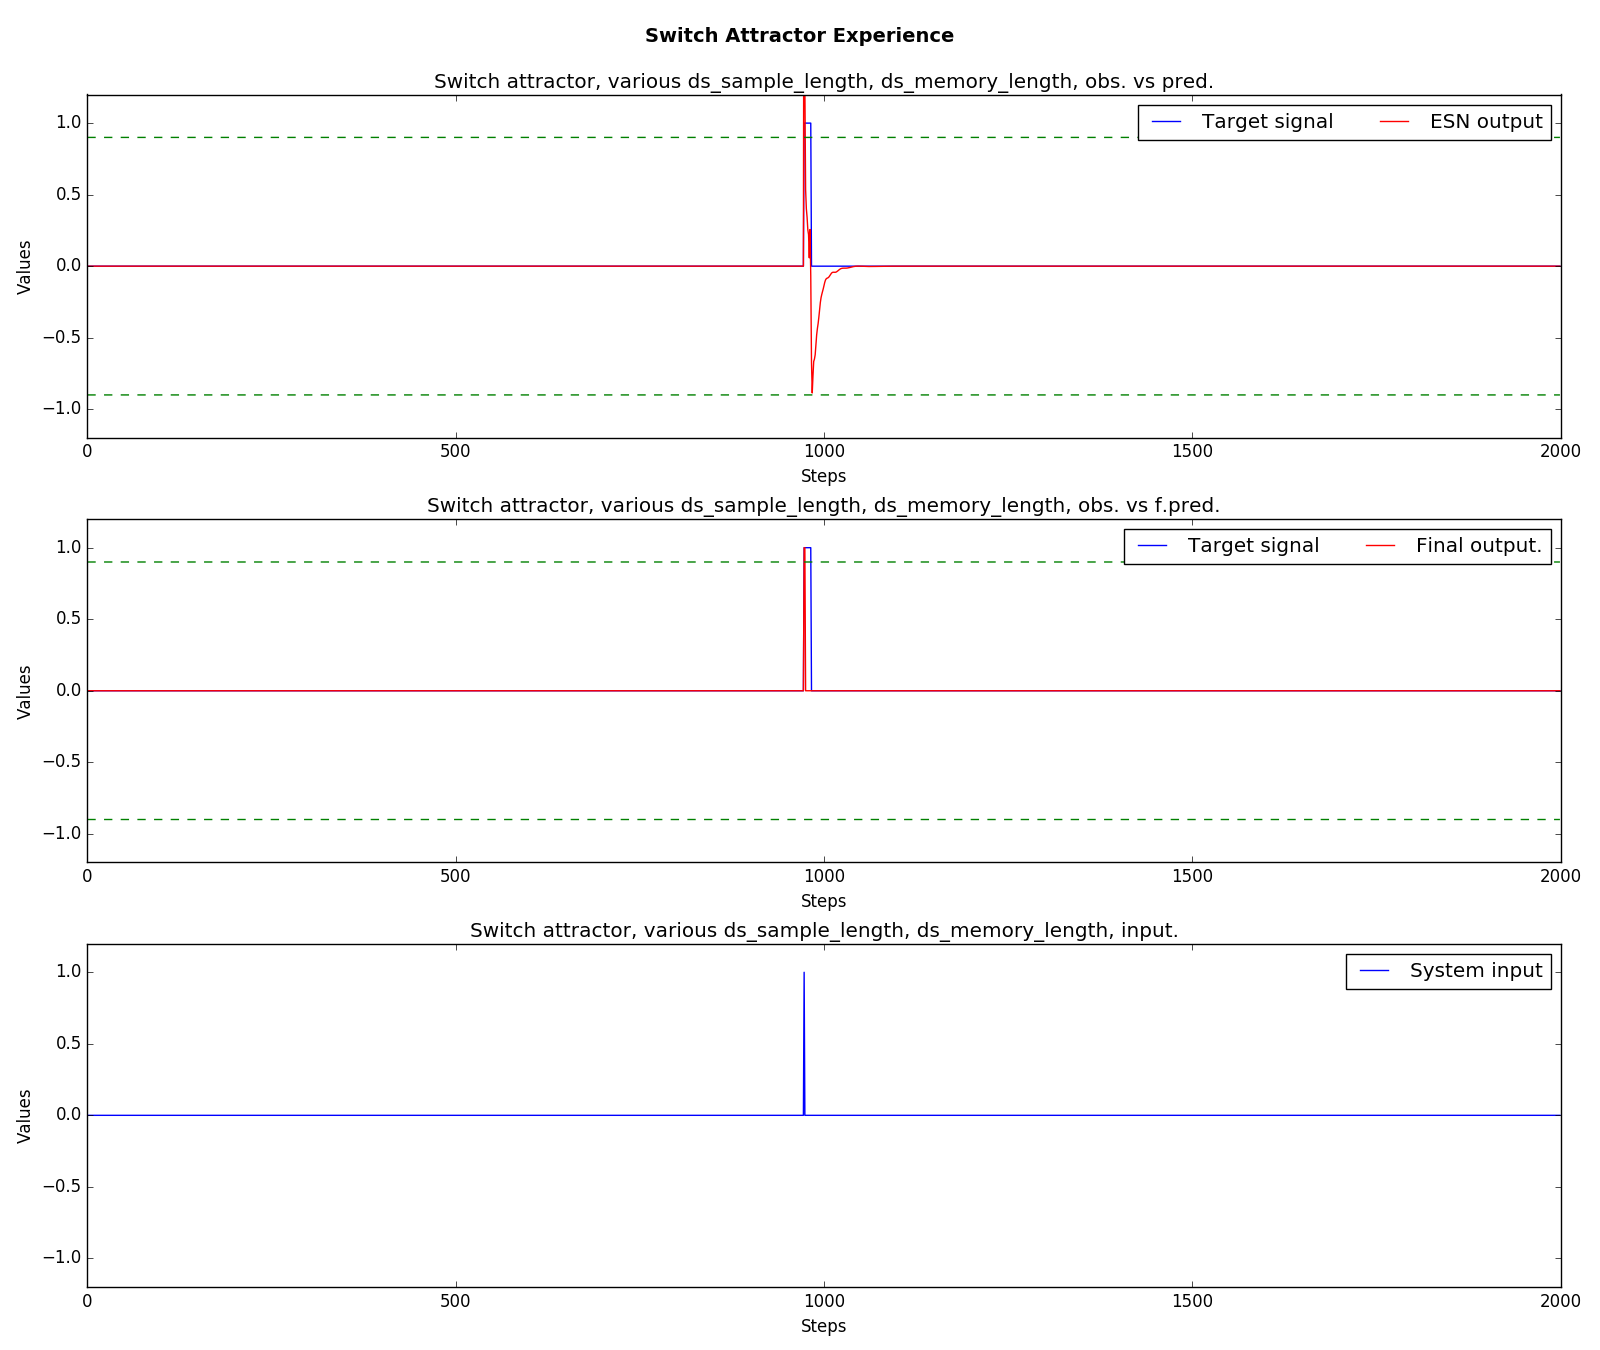 Switch Attractor Experience
Switch attractor, various ds_sample_length, ds_memory_length, obs. vs pred.
Target signal ESN output
1.0
0.5
0.0
−0.5
−1.0
Values
0 500 1000 1500 2000
Steps
Switch attractor, various ds_sample_length, ds_memory_length, obs. vs f.pred.
Target signal Final output.
1.0
0.5
0.0
−0.5
−1.0
Values
0 500 1000 1500 2000
Steps
Switch attractor, various ds_sample_length, ds_memory_length, input.
System input
1.0
0.5
0.0
−0.5
−1.0
Values
0 500 1000 1500 2000
Steps